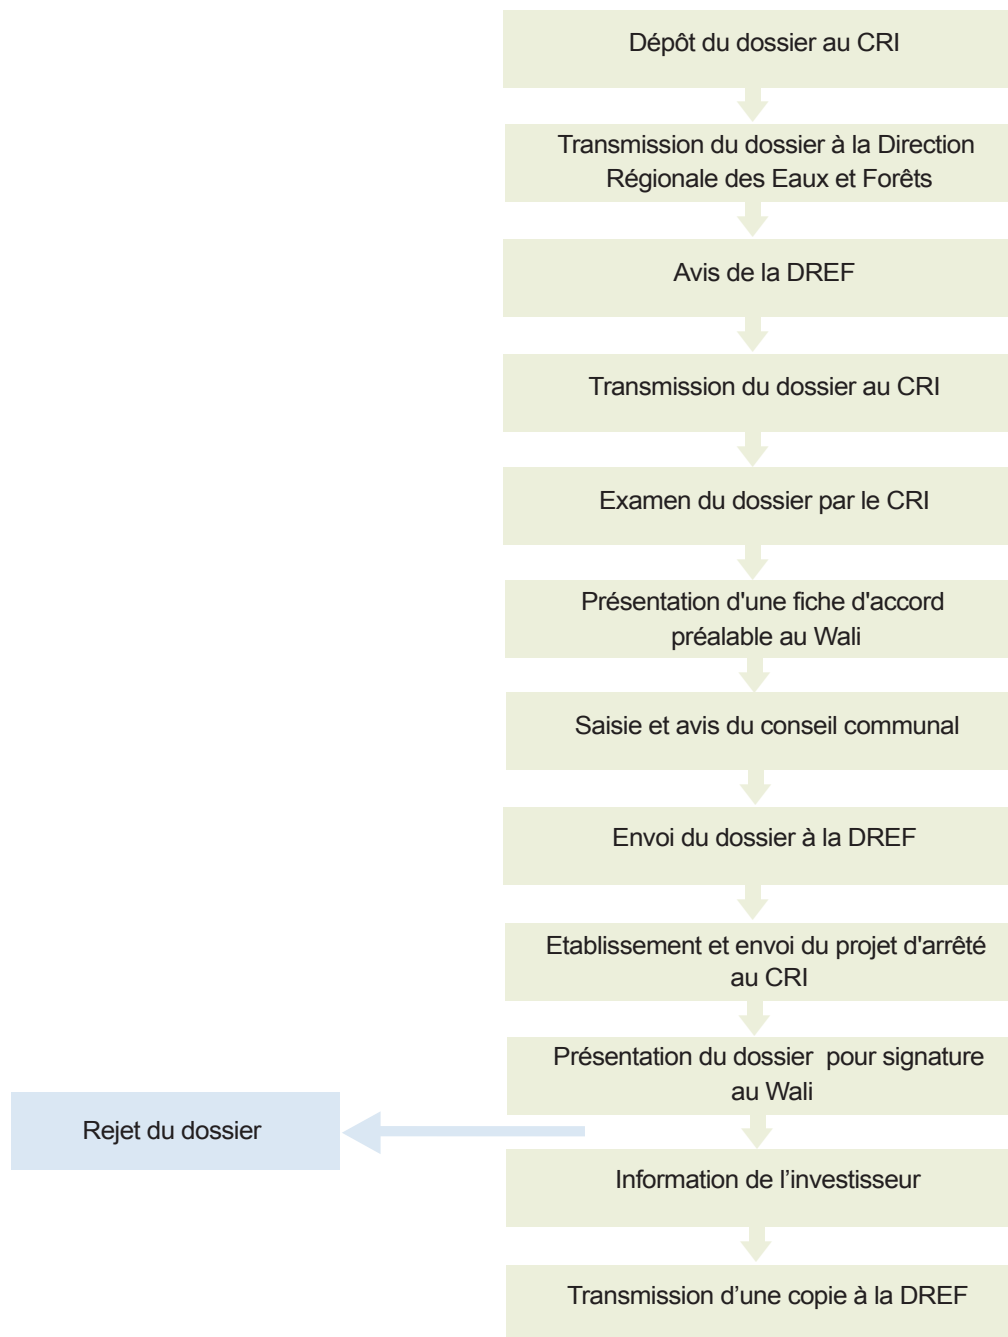 Dépôt du dossier au CRI
Transmission du dossier à la Direction
Régionale des Eaux et Forêts
Avis de la DREF
Transmission du dossier au CRI
Examen du dossier par le CRI
Présentation d'une fiche d'accord
préalable au Wali
Saisie et avis du conseil communal
Envoi du dossier à la DREF
Etablissement et envoi du projet d'arrêté
au CRI
Présentation du dossier pour signature
au Wali
Rejet du dossier
Information de l’investisseur
Transmission d’une copie à la DREF